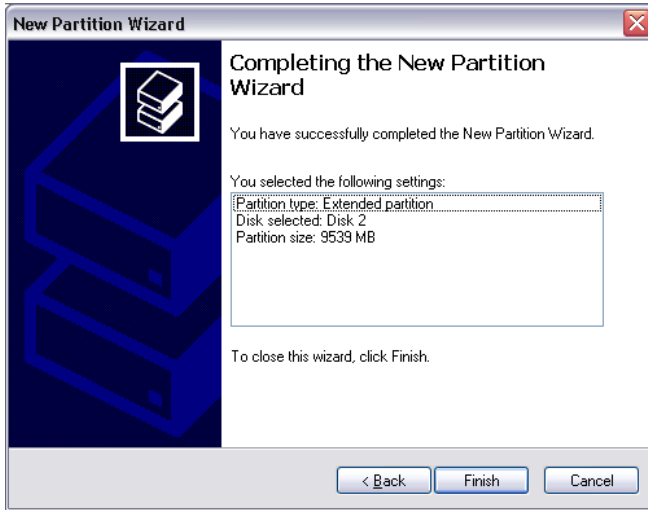 New Partition Wizard
Completing the New Partition
Wizard
You have successfully completed the New Partition Wizard.
You selected the following settings:
Partition type: Extended partition
Disk selected: Disk 2
Partition size: 9539 MB
To close this wizard, click Finish.
< Back
Finish
Cancel